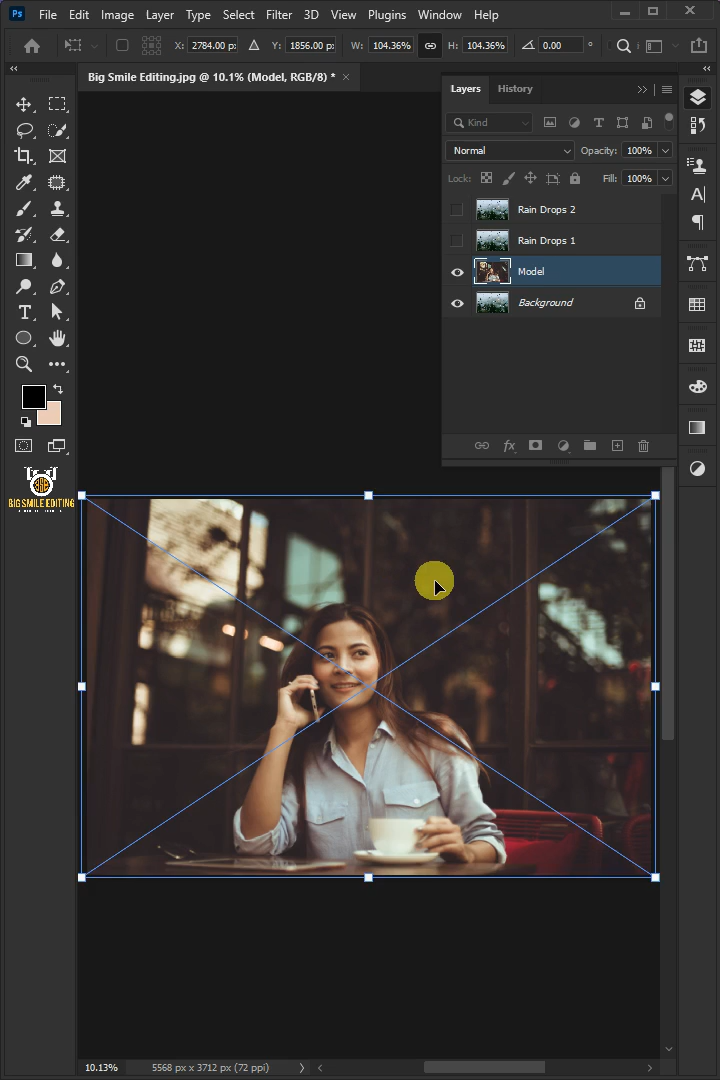 Ps File Edit Image Layer Type Select Filter 3D View Plugins Window Help
X: 2784.00 px Y: 1856.00 px W: 104.36% H: 104.36% 0.00 °
Big Smile Editing.jpg @ 10.1% (Model, RGB/8) *
Layers History
Kind
Normal Opacity: 100%
Lock: Fill: 100%
Rain Drops 2
Rain Drops 1
Model
Background
BIG SMILE EDITING
10.13% 5568 px x 3712 px (72 ppi)